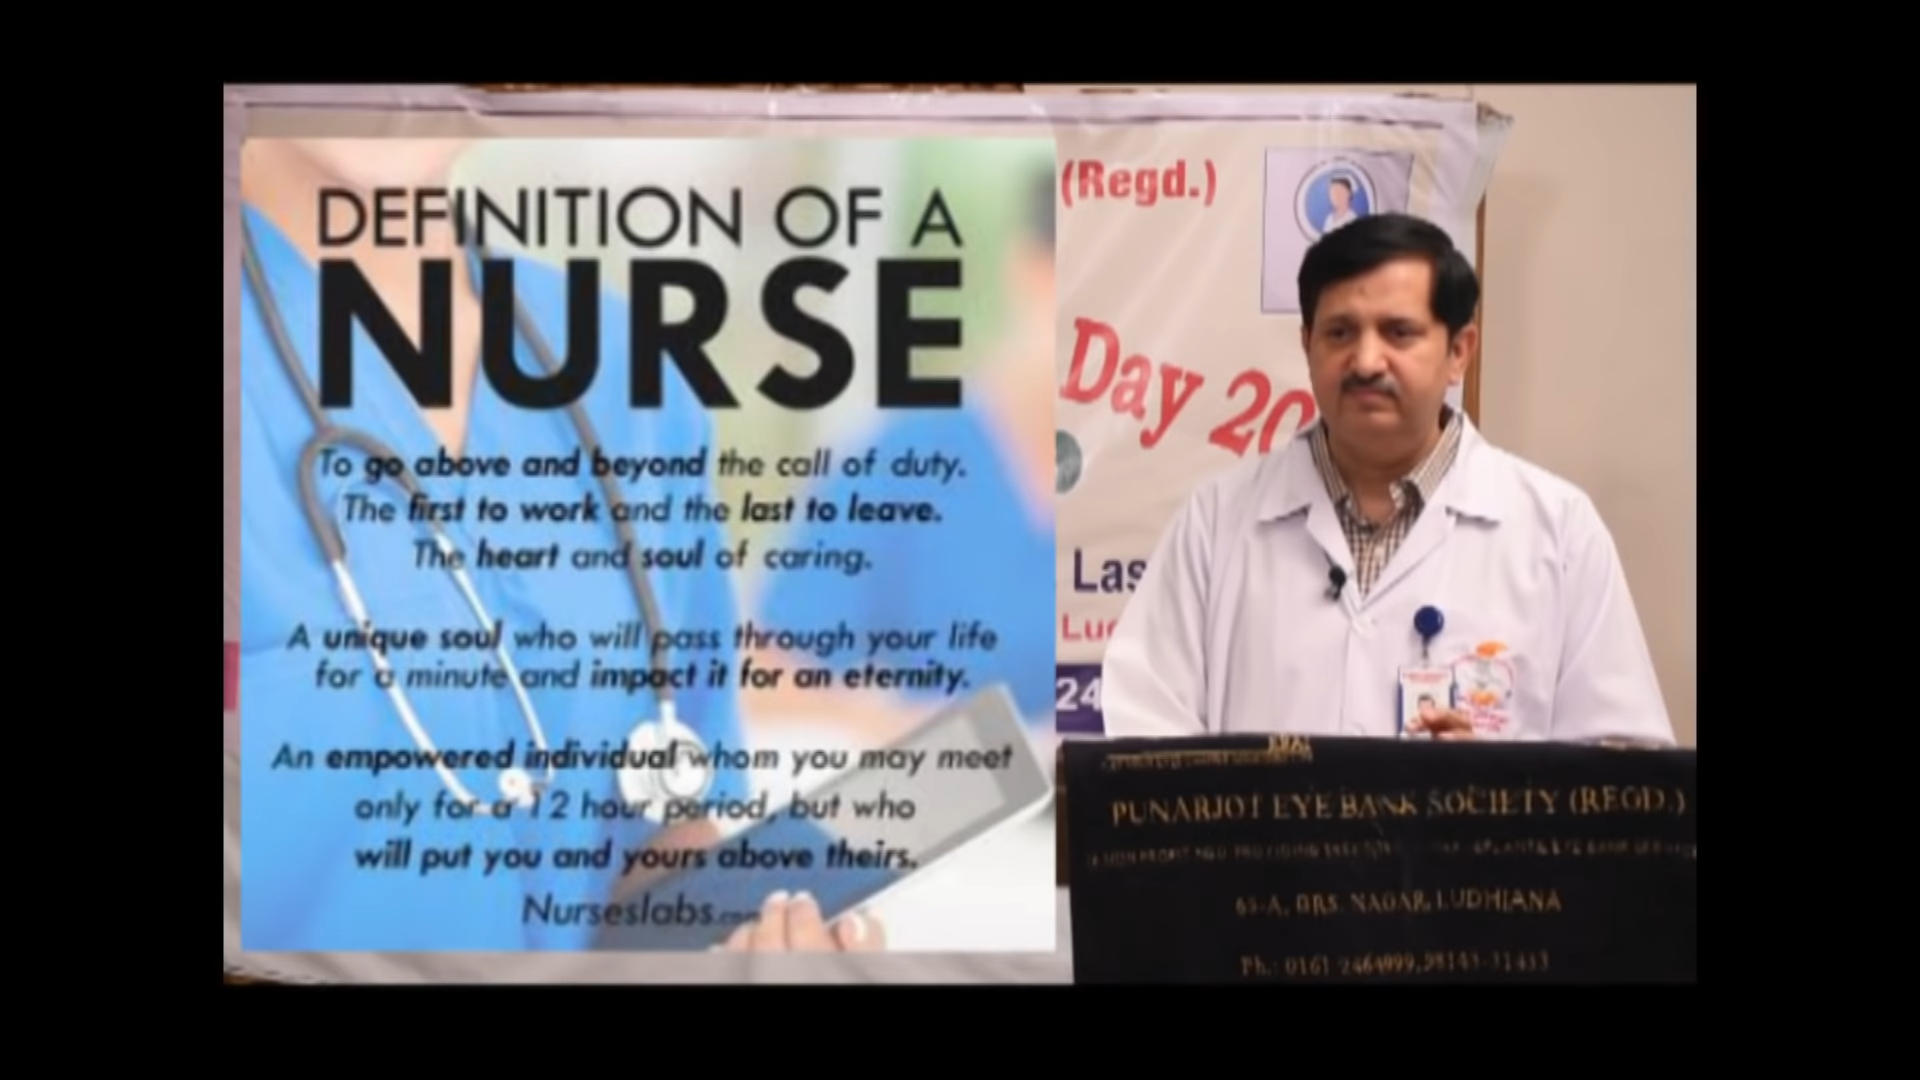 DEFINITION OF A
NURSE
To go above and beyond the call of duty.
The first to work and the last to leave.
The heart and soul of caring.
A unique soul who will pass through your life
for a minute and impact it for an eternity.
An empowered individual whom you may meet
only for a 12 hour period, but who
will put you and yours above theirs.
Nurseslabs.com
(Regd.)
Day 20
Las
Lu
24
PUNARJOT EYE BANK SOCIETY (REGD.)
LUDHIANA
Ph.: 0161